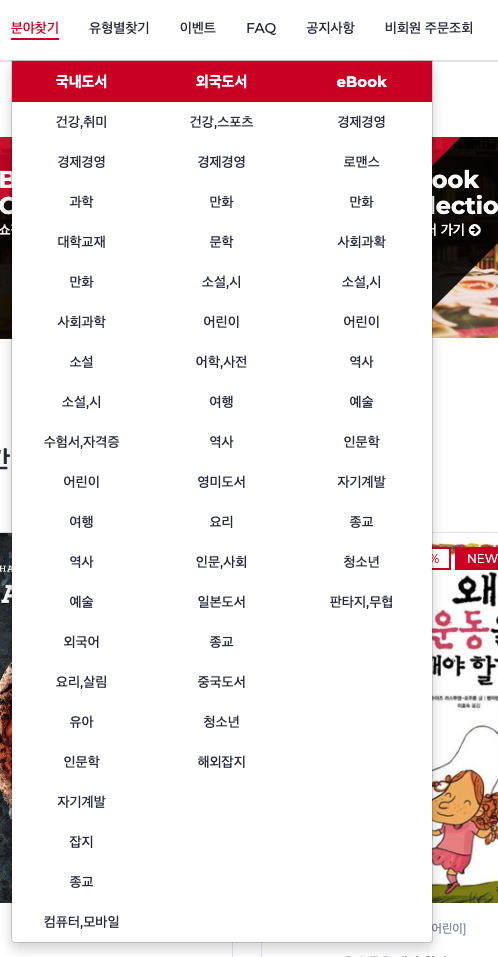 분야찾기 유형별찾기 이벤트 FAQ 공지사항 비회원 주문조회
국내도서 외국도서 eBook
건강,취미 건강,스포츠 경제경영
경제경영 경제경영 로맨스
과학 만화 만화
대학교재 문학 사회과확
만화 소설,시 소설,시
사회과학 어린이 어린이
소설 어학,사전 역사
소설,시 여행 예술
수험서,자격증 역사 인문학
어린이 영미도서 자기계발
여행 요리 종교
역사 인문,사회 청소년
예술 일본도서 판타지,무협
외국어 종교
요리,살림 중국도서
유아 청소년
인문학 해외잡지
자기계발
잡지
종교
컴퓨터,모바일
ook
lectio
가기
%
NEW
왜
운동을
해야 할
어린이]